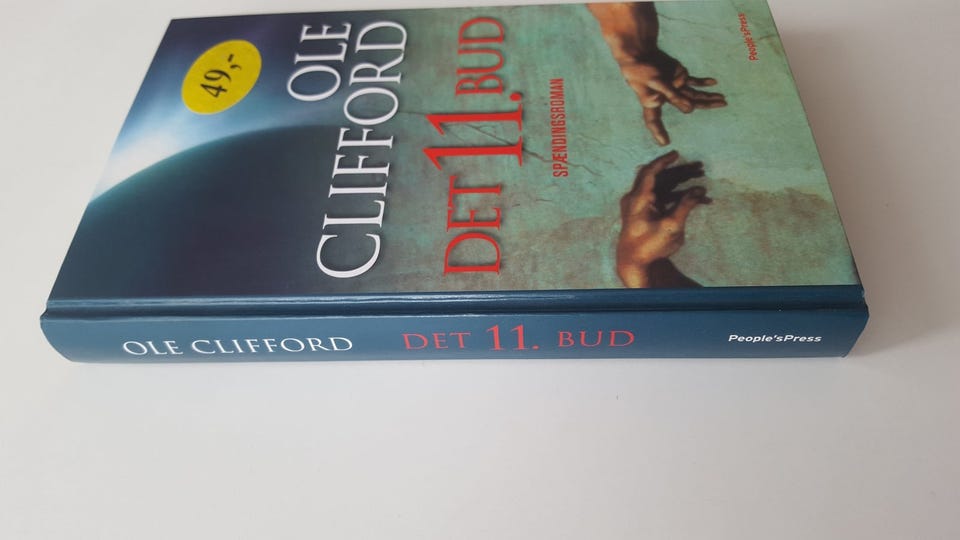 49,-
OLE
CLIFFORD
DET 11. BUD
SPÆNDINGSROMAN
People'sPress
OLE CLIFFORD DET 11. BUD People'sPress